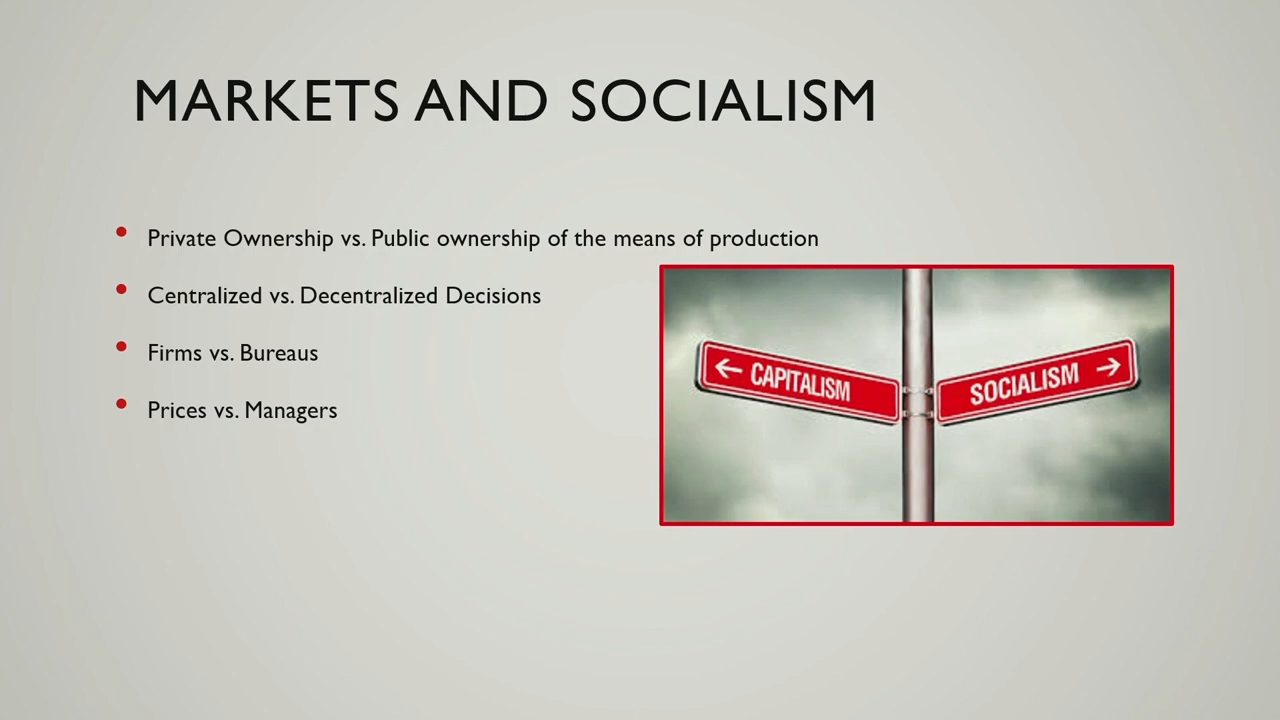 MARKETS AND SOCIALISM
• Private Ownership vs. Public ownership of the means of production
• Centralized vs. Decentralized Decisions
• Firms vs. Bureaus
• Prices vs. Managers
← CAPITALISM
SOCIALISM →